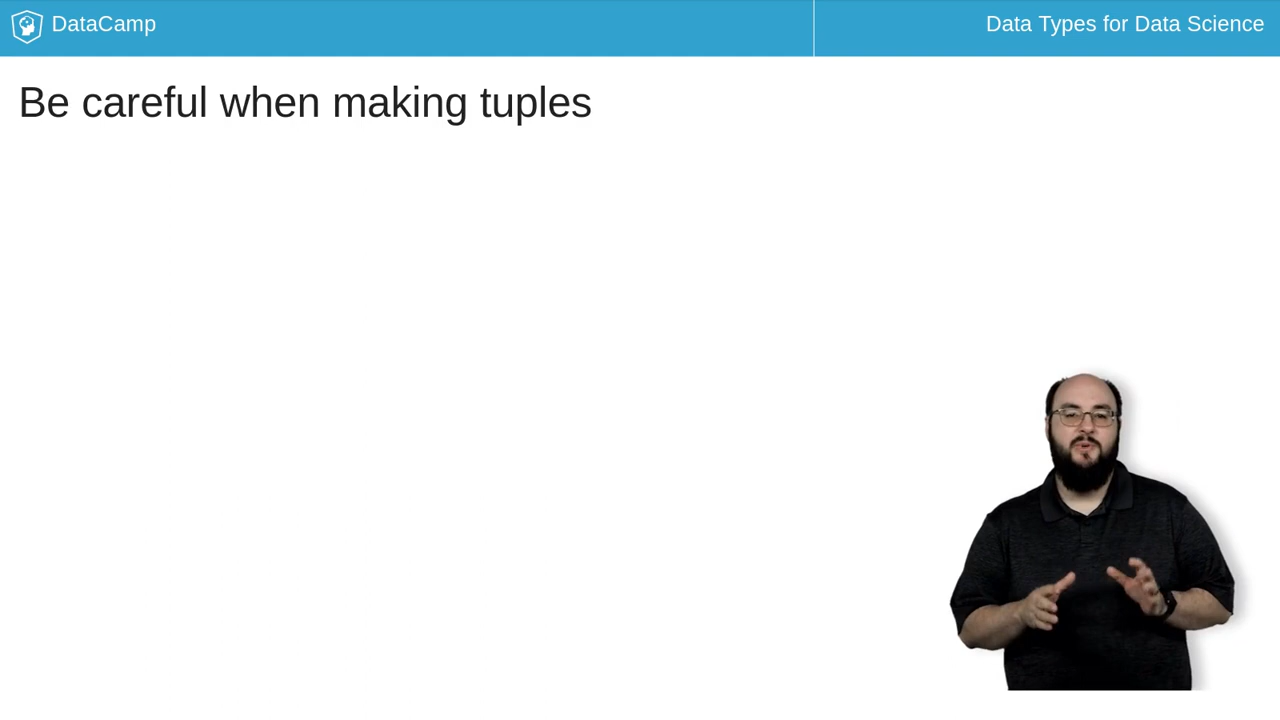 DataCamp
Data Types for Data Science
Be careful when making tuples